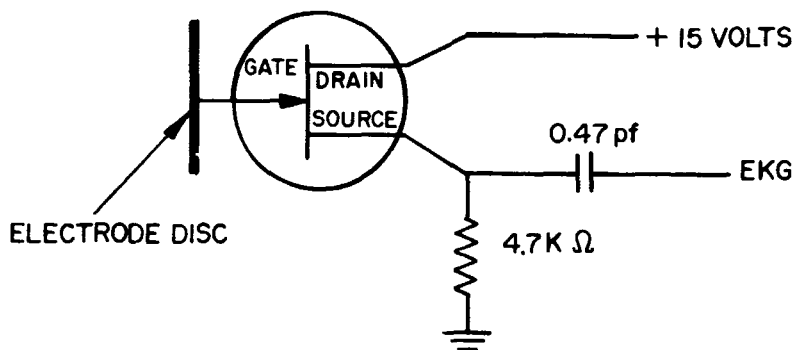 + 15 VOLTS
GATE
DRAIN
SOURCE
0.47 pf
EKG
ELECTRODE DISC
4.7K Ω